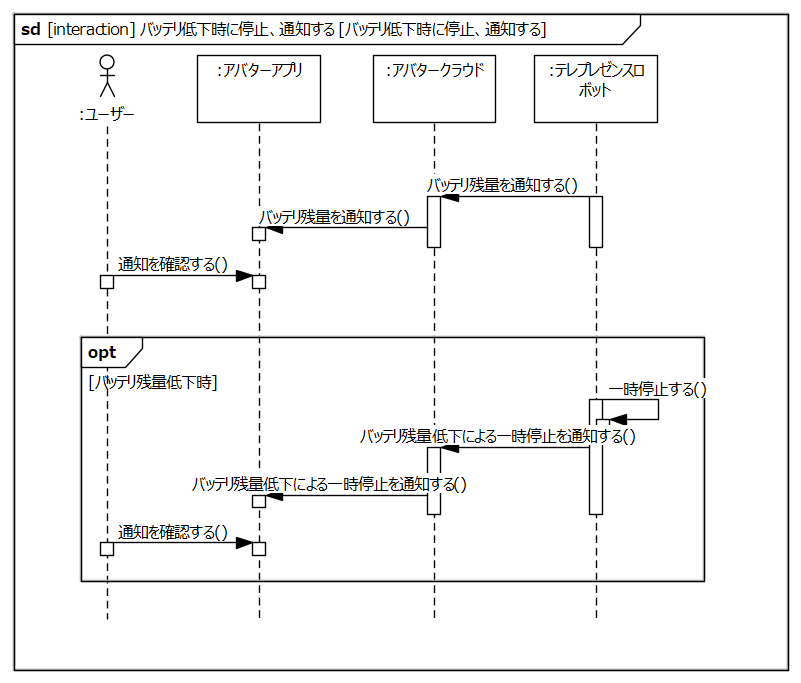 sd [interaction] バッテリ低下時に停止、通知する [バッテリ低下時に停止、通知する]
:ユーザー
:アバターアプリ
:アバタークラウド
:テレプレゼンスロ
ボット
バッテリ残量を通知する()
バッテリ残量を通知する()
通知を確認する()
opt
[バッテリ残量低下時]
一時停止する()
バッテリ残量低下による一時停止を通知する()
バッテリ残量低下による一時停止を通知する()
通知を確認する()